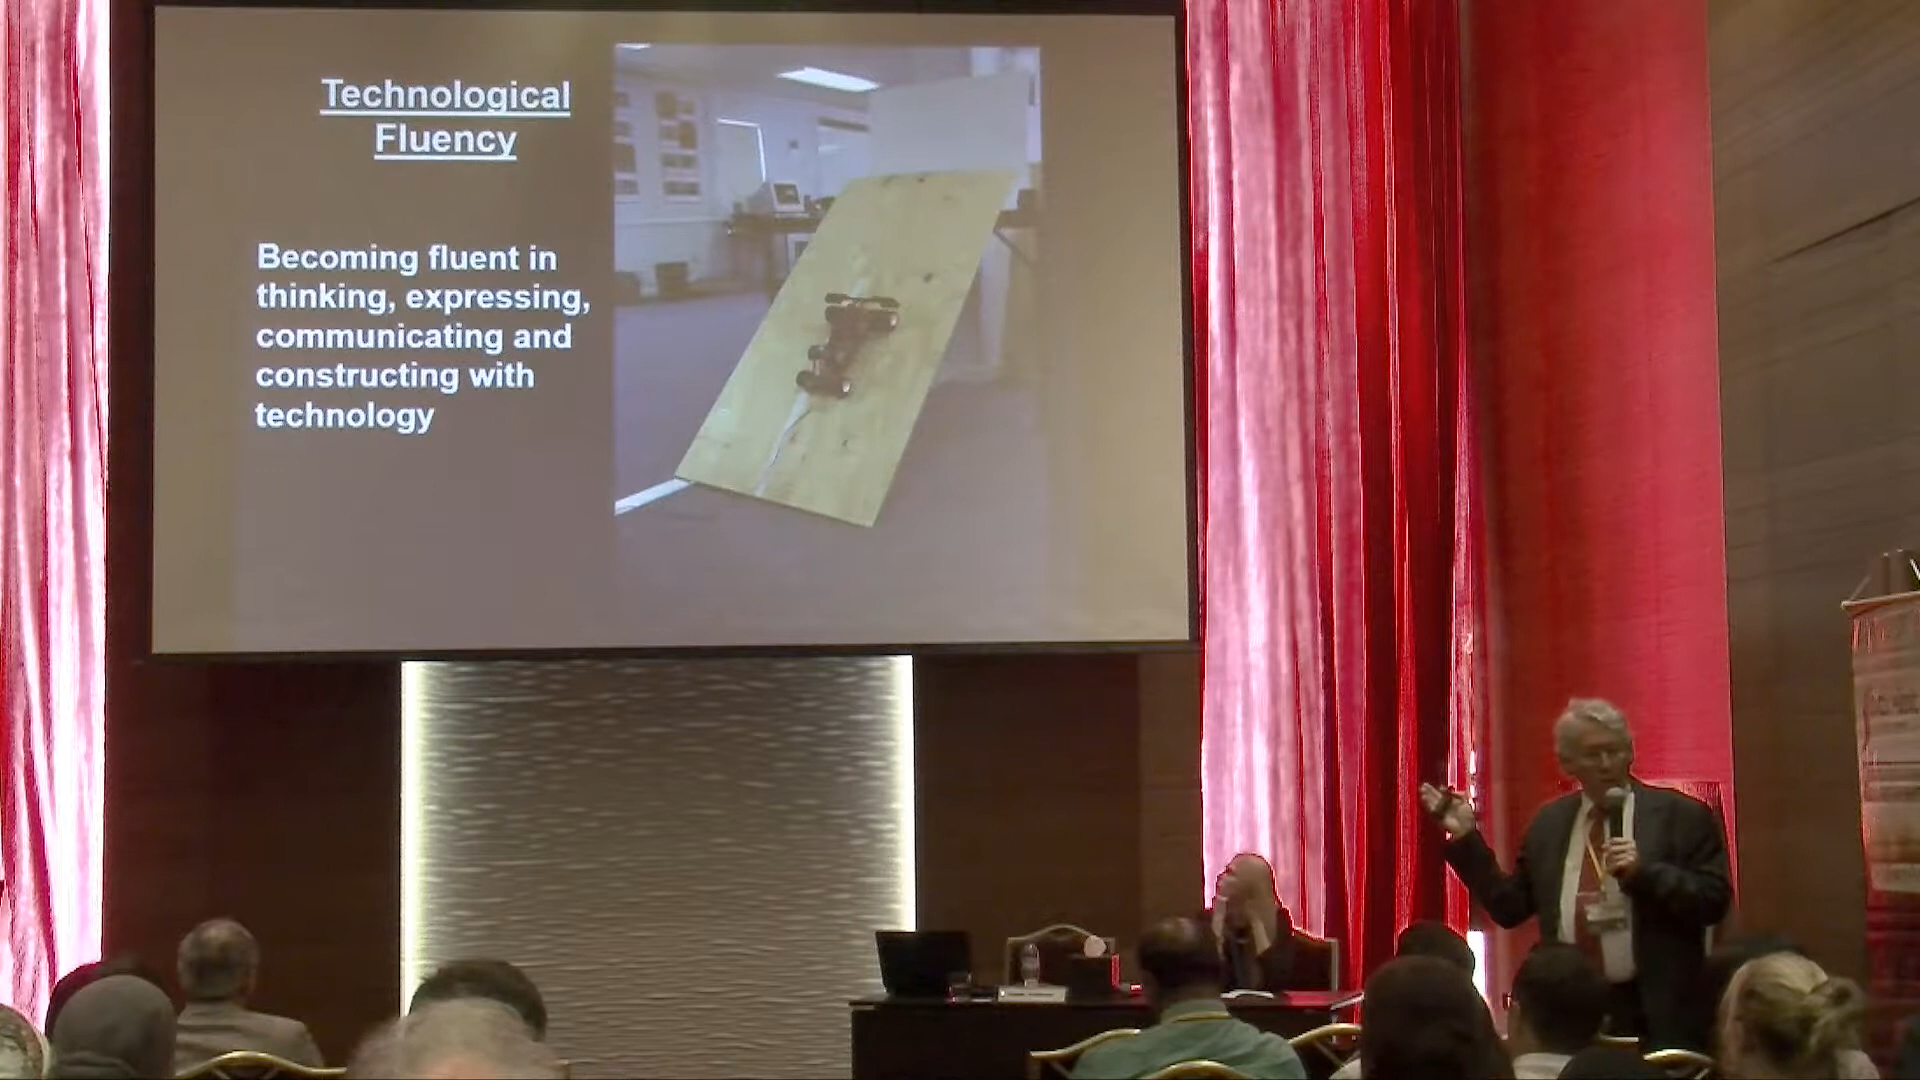 Technological
Fluency
Becoming fluent in
thinking, expressing,
communicating and
constructing with
technology